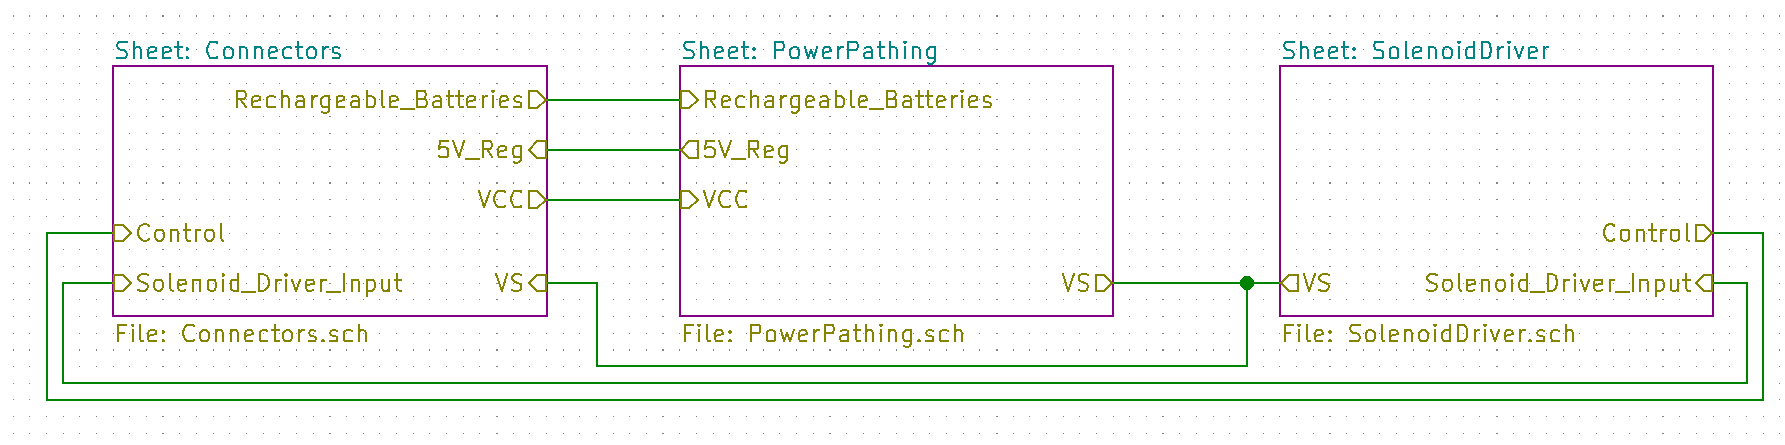 Sheet: Connectors
Rechargeable_Batteries
5V_Reg
VCC
Control
Solenoid_Driver_Input
VS
File: Connectors.sch
Sheet: PowerPathing
Rechargeable_Batteries
5V_Reg
VCC
VS
File: PowerPathing.sch
Sheet: SolenoidDriver
Control
VS
Solenoid_Driver_Input
File: SolenoidDriver.sch